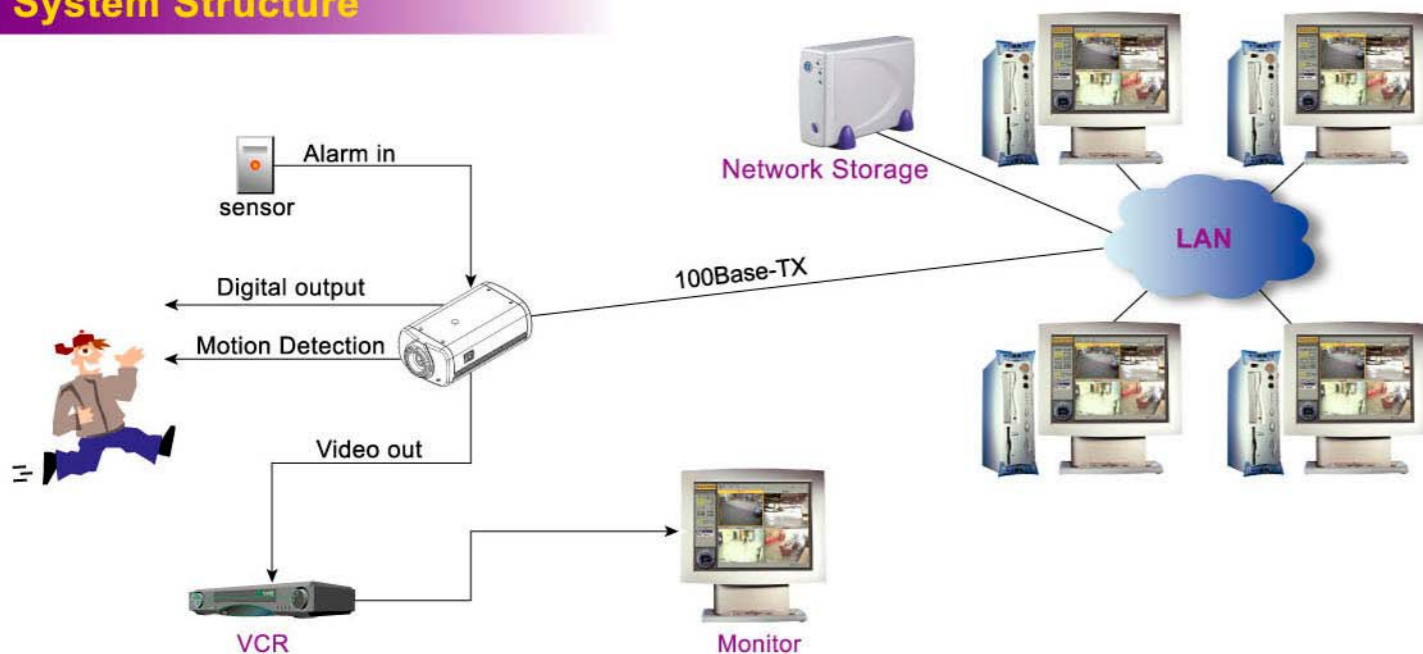 System Structure
Network Storage
Alarm in
sensor
LAN
100Base-TX
Digital output
Motion Detection
Video out
VCR
Monitor